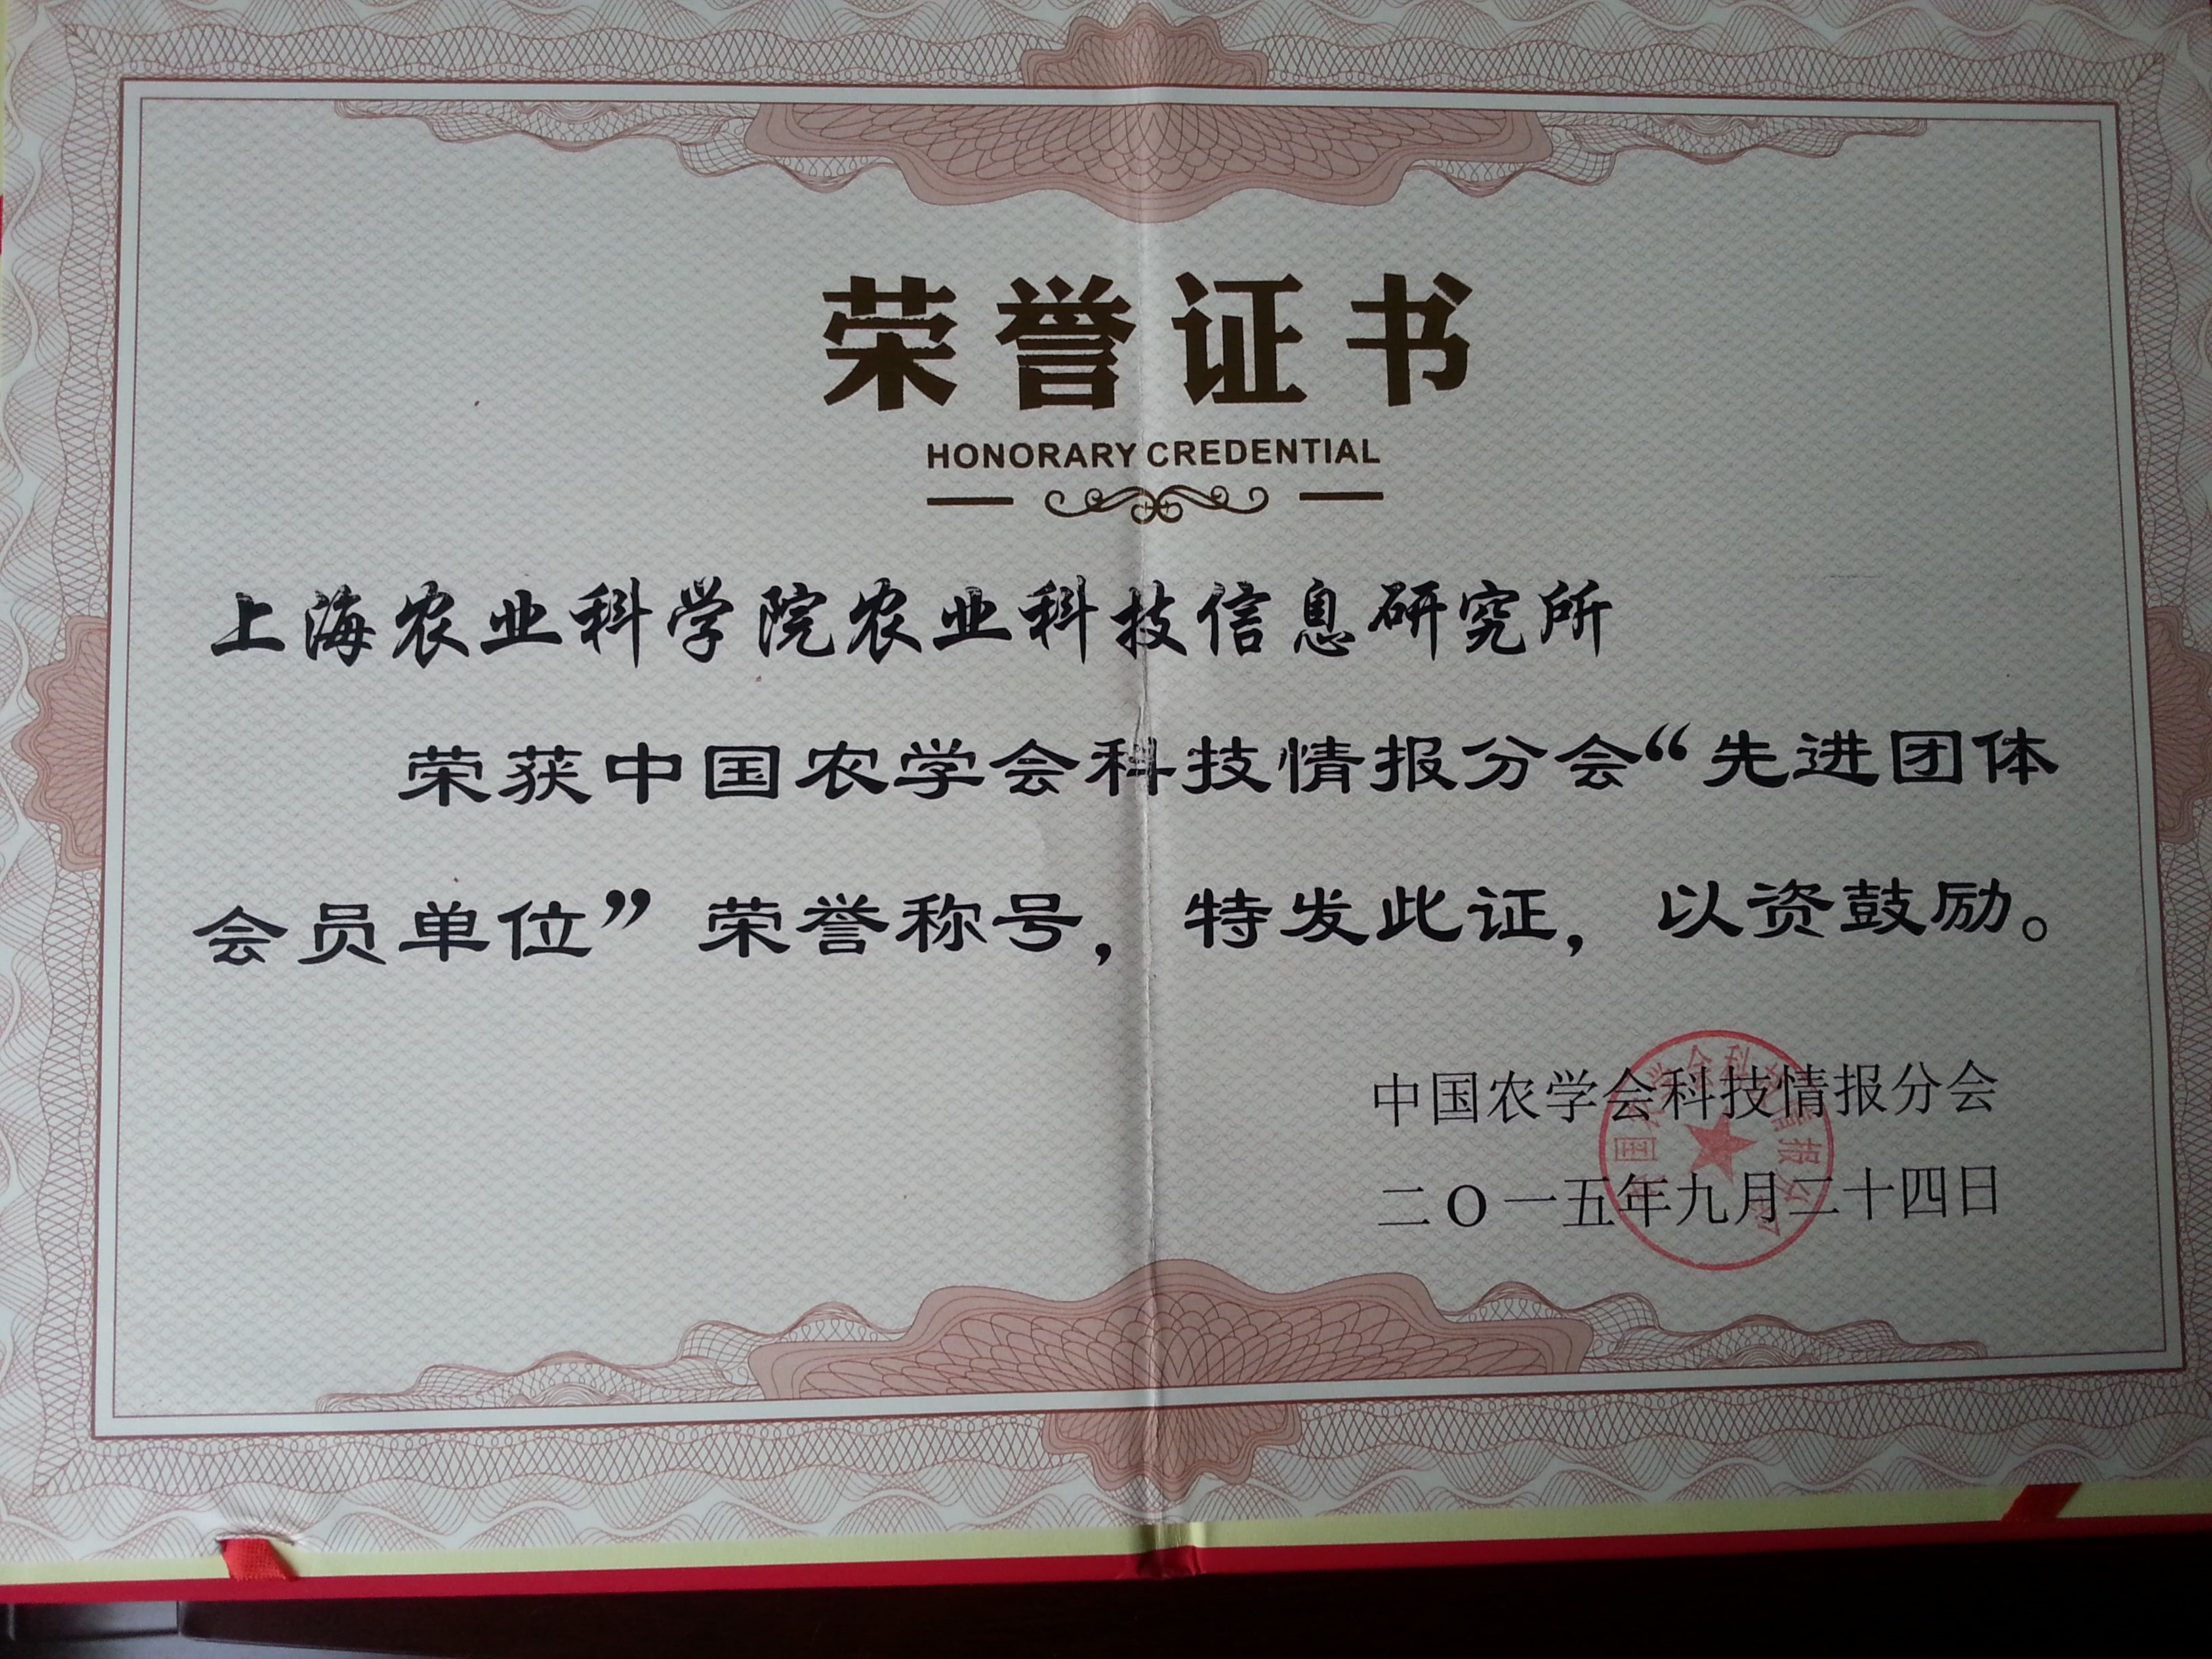 荣誉证书
HONORARY CREDENTIAL
上海农业科学院农业科技信息研究所
荣获中国农学会科技情报分会“先进团体
会员单位”荣誉称号，特发此证，以资鼓励。
中国农学会科技情报分会
二O一五年九月二十四日